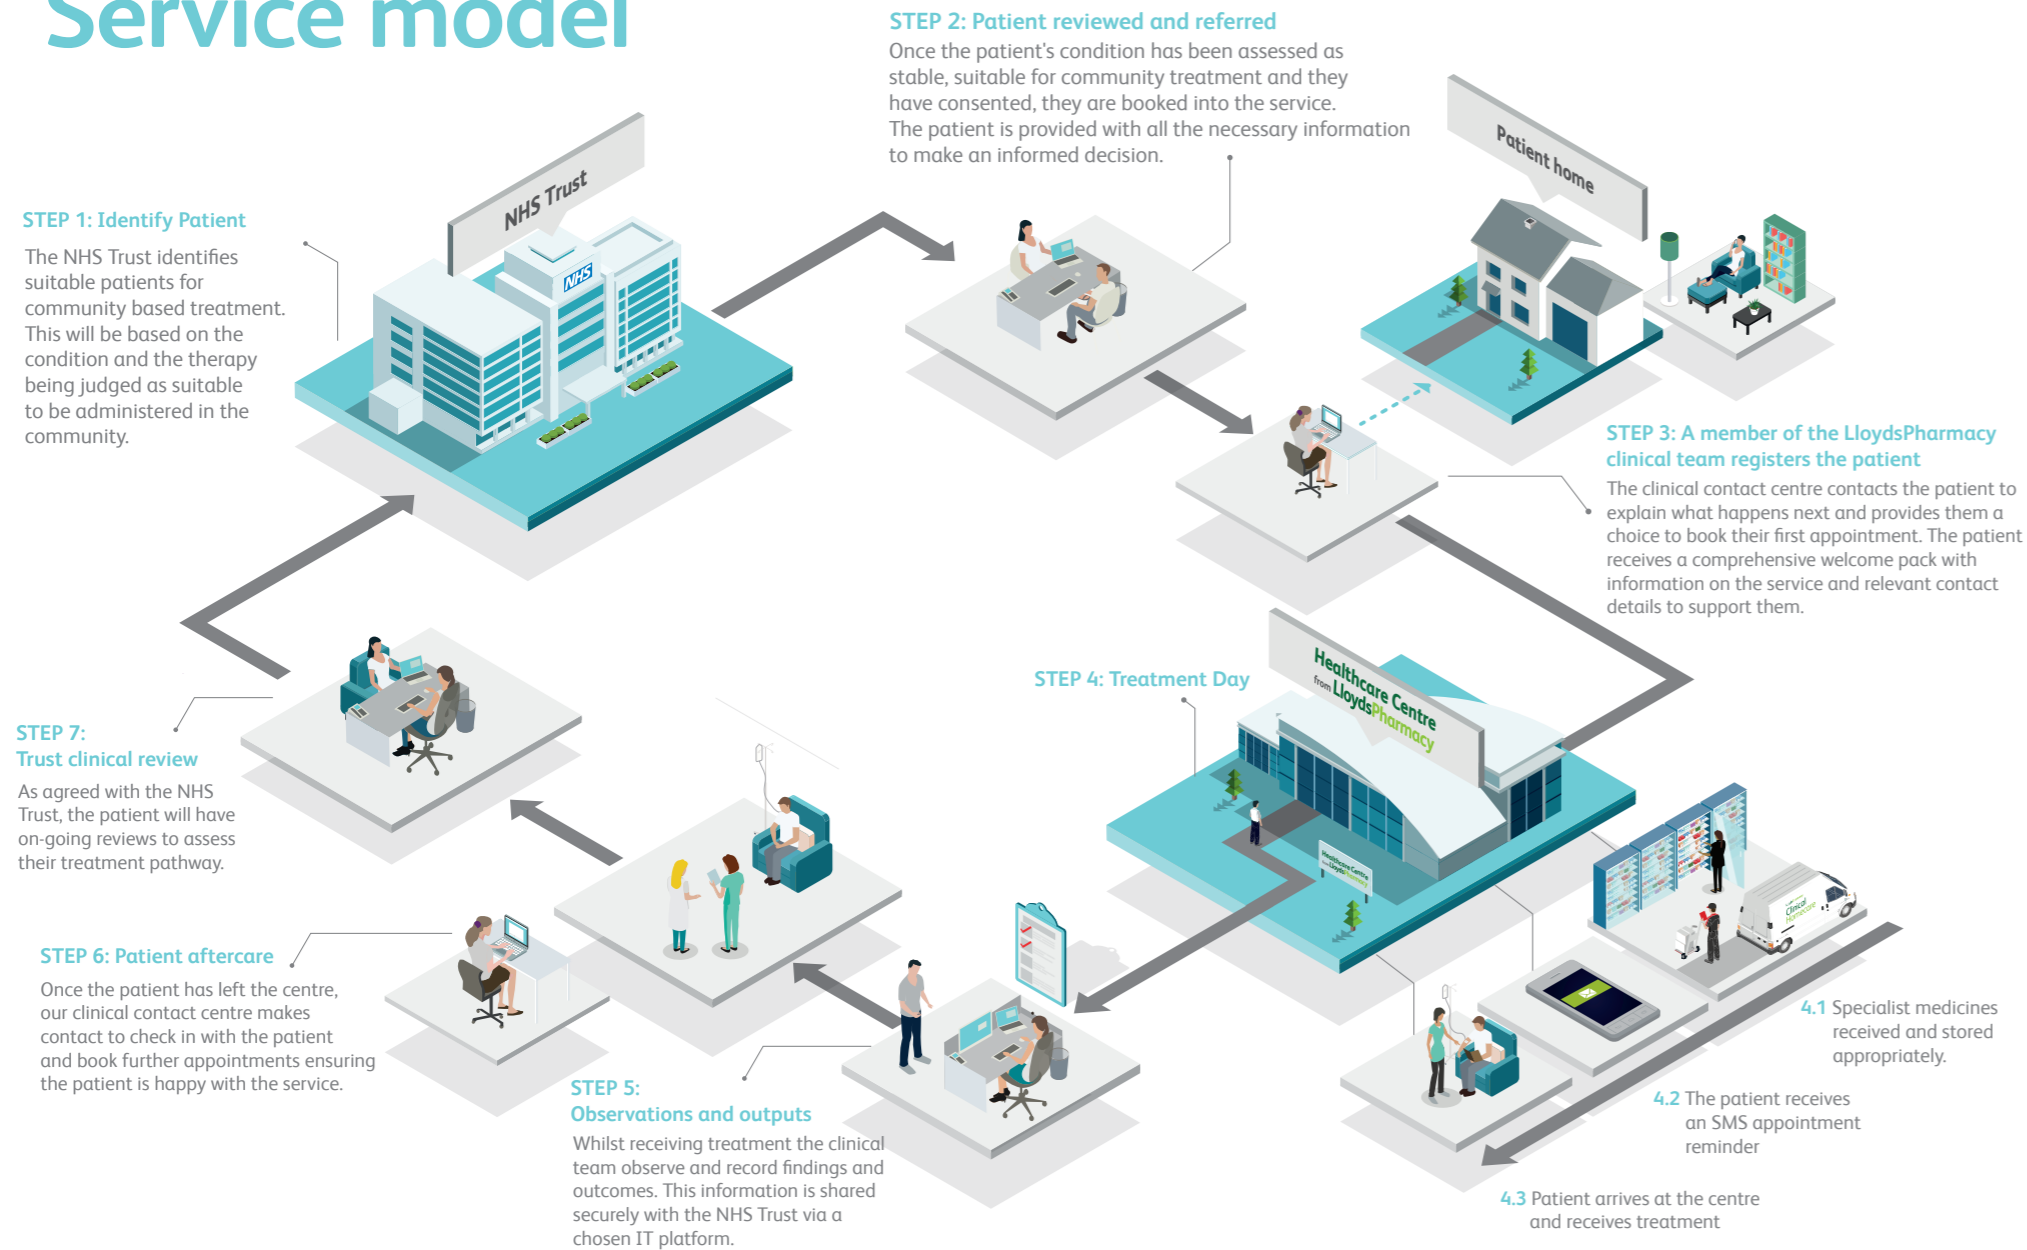 Service model
STEP 1: Identify Patient
The NHS Trust identifies
suitable patients for
community based treatment.
This will be based on the
condition and the therapy
being judged as suitable
to be administered in the
community.
NHS Trust
NHS
STEP 2: Patient reviewed and referred
Once the patient's condition has been assessed as
stable, suitable for community treatment and they
have consented, they are booked into the service.
The patient is provided with all the necessary information
to make an informed decision.
Patient home
STEP 3: A member of the LloydsPharmacy
clinical team registers the patient
The clinical contact centre contacts the patient to
explain what happens next and provides them a
choice to book their first appointment. The patient
receives a comprehensive welcome pack with
information on the service and relevant contact
details to support them.
STEP 4: Treatment Day
Healthcare Centre
from LloydsPharmacy
Healthcare Centre
from LloydsPharmacy
Clinical
Homecare
4.1 Specialist medicines
received and stored
appropriately.
4.2 The patient receives
an SMS appointment
reminder
4.3 Patient arrives at the centre
and receives treatment
STEP 5:
Observations and outputs
Whilst receiving treatment the clinical
team observe and record findings and
outcomes. This information is shared
securely with the NHS Trust via a
chosen IT platform.
STEP 6: Patient aftercare
Once the patient has left the centre,
our clinical contact centre makes
contact to check in with the patient
and book further appointments ensuring
the patient is happy with the service.
STEP 7:
Trust clinical review
As agreed with the NHS
Trust, the patient will have
on-going reviews to assess
their treatment pathway.